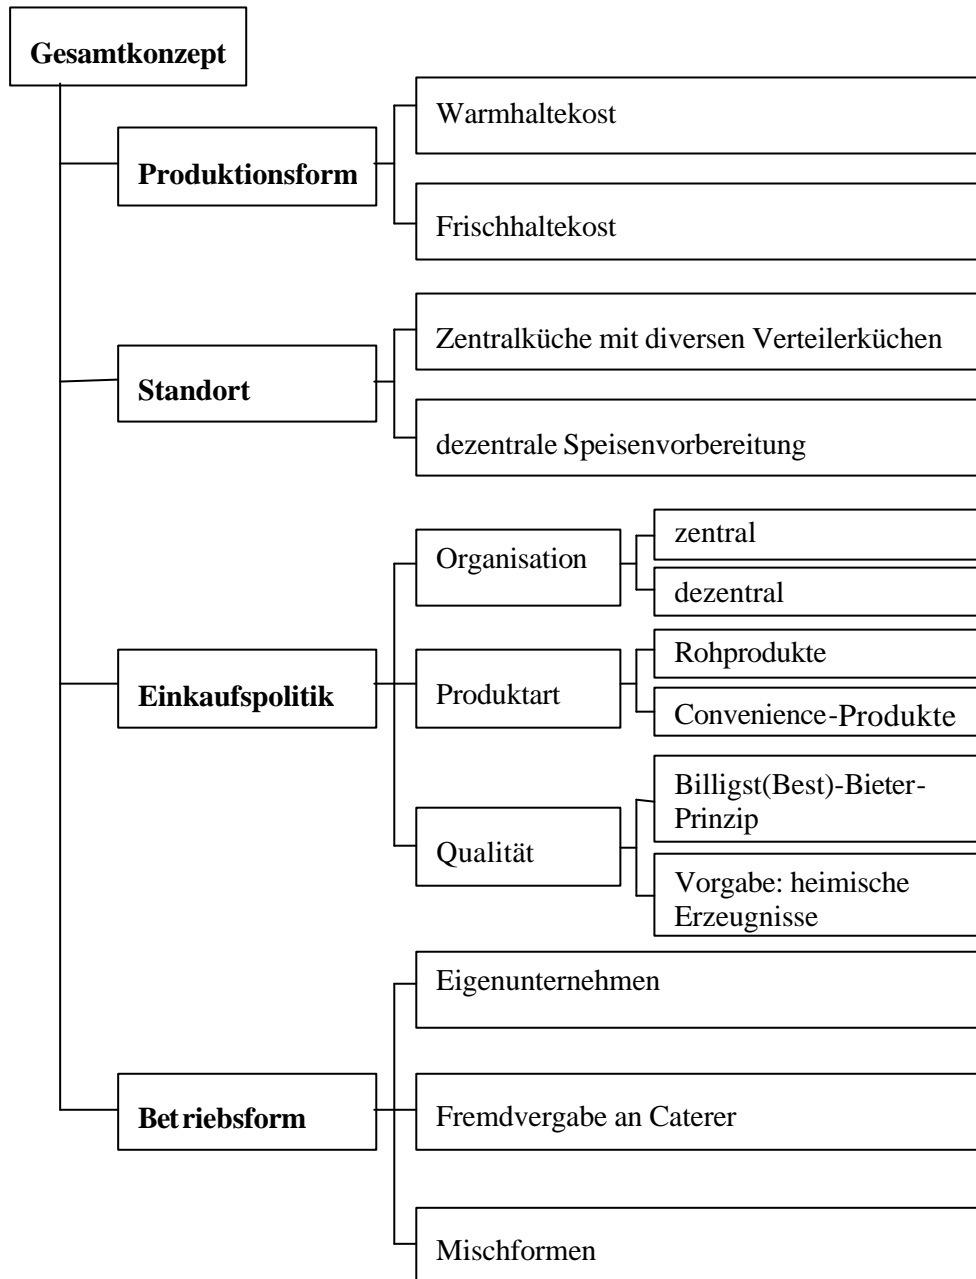 Gesamtkonzept
Produktionsform
Warmhaltekost
Frischhaltekost
Standort
Zentralküche mit diversen Verteilerküchen
dezentrale Speisenvorbereitung
Einkaufspolitik
Organisation
zentral
dezentral
Produktart
Rohprodukte
Convenience-Produkte
Qualität
Billigst(Best)-Bieter-
Prinzip
Vorgabe: heimische
Erzeugnisse
Betriebsform
Eigenunternehmen
Fremdvergabe an Caterer
Mischformen